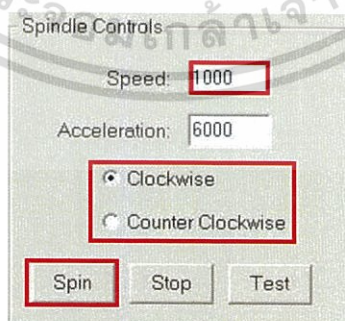 Spindle Controls
Speed: 1000
Acceleration: 6000
Clockwise
Counter Clockwise
Spin Stop Test